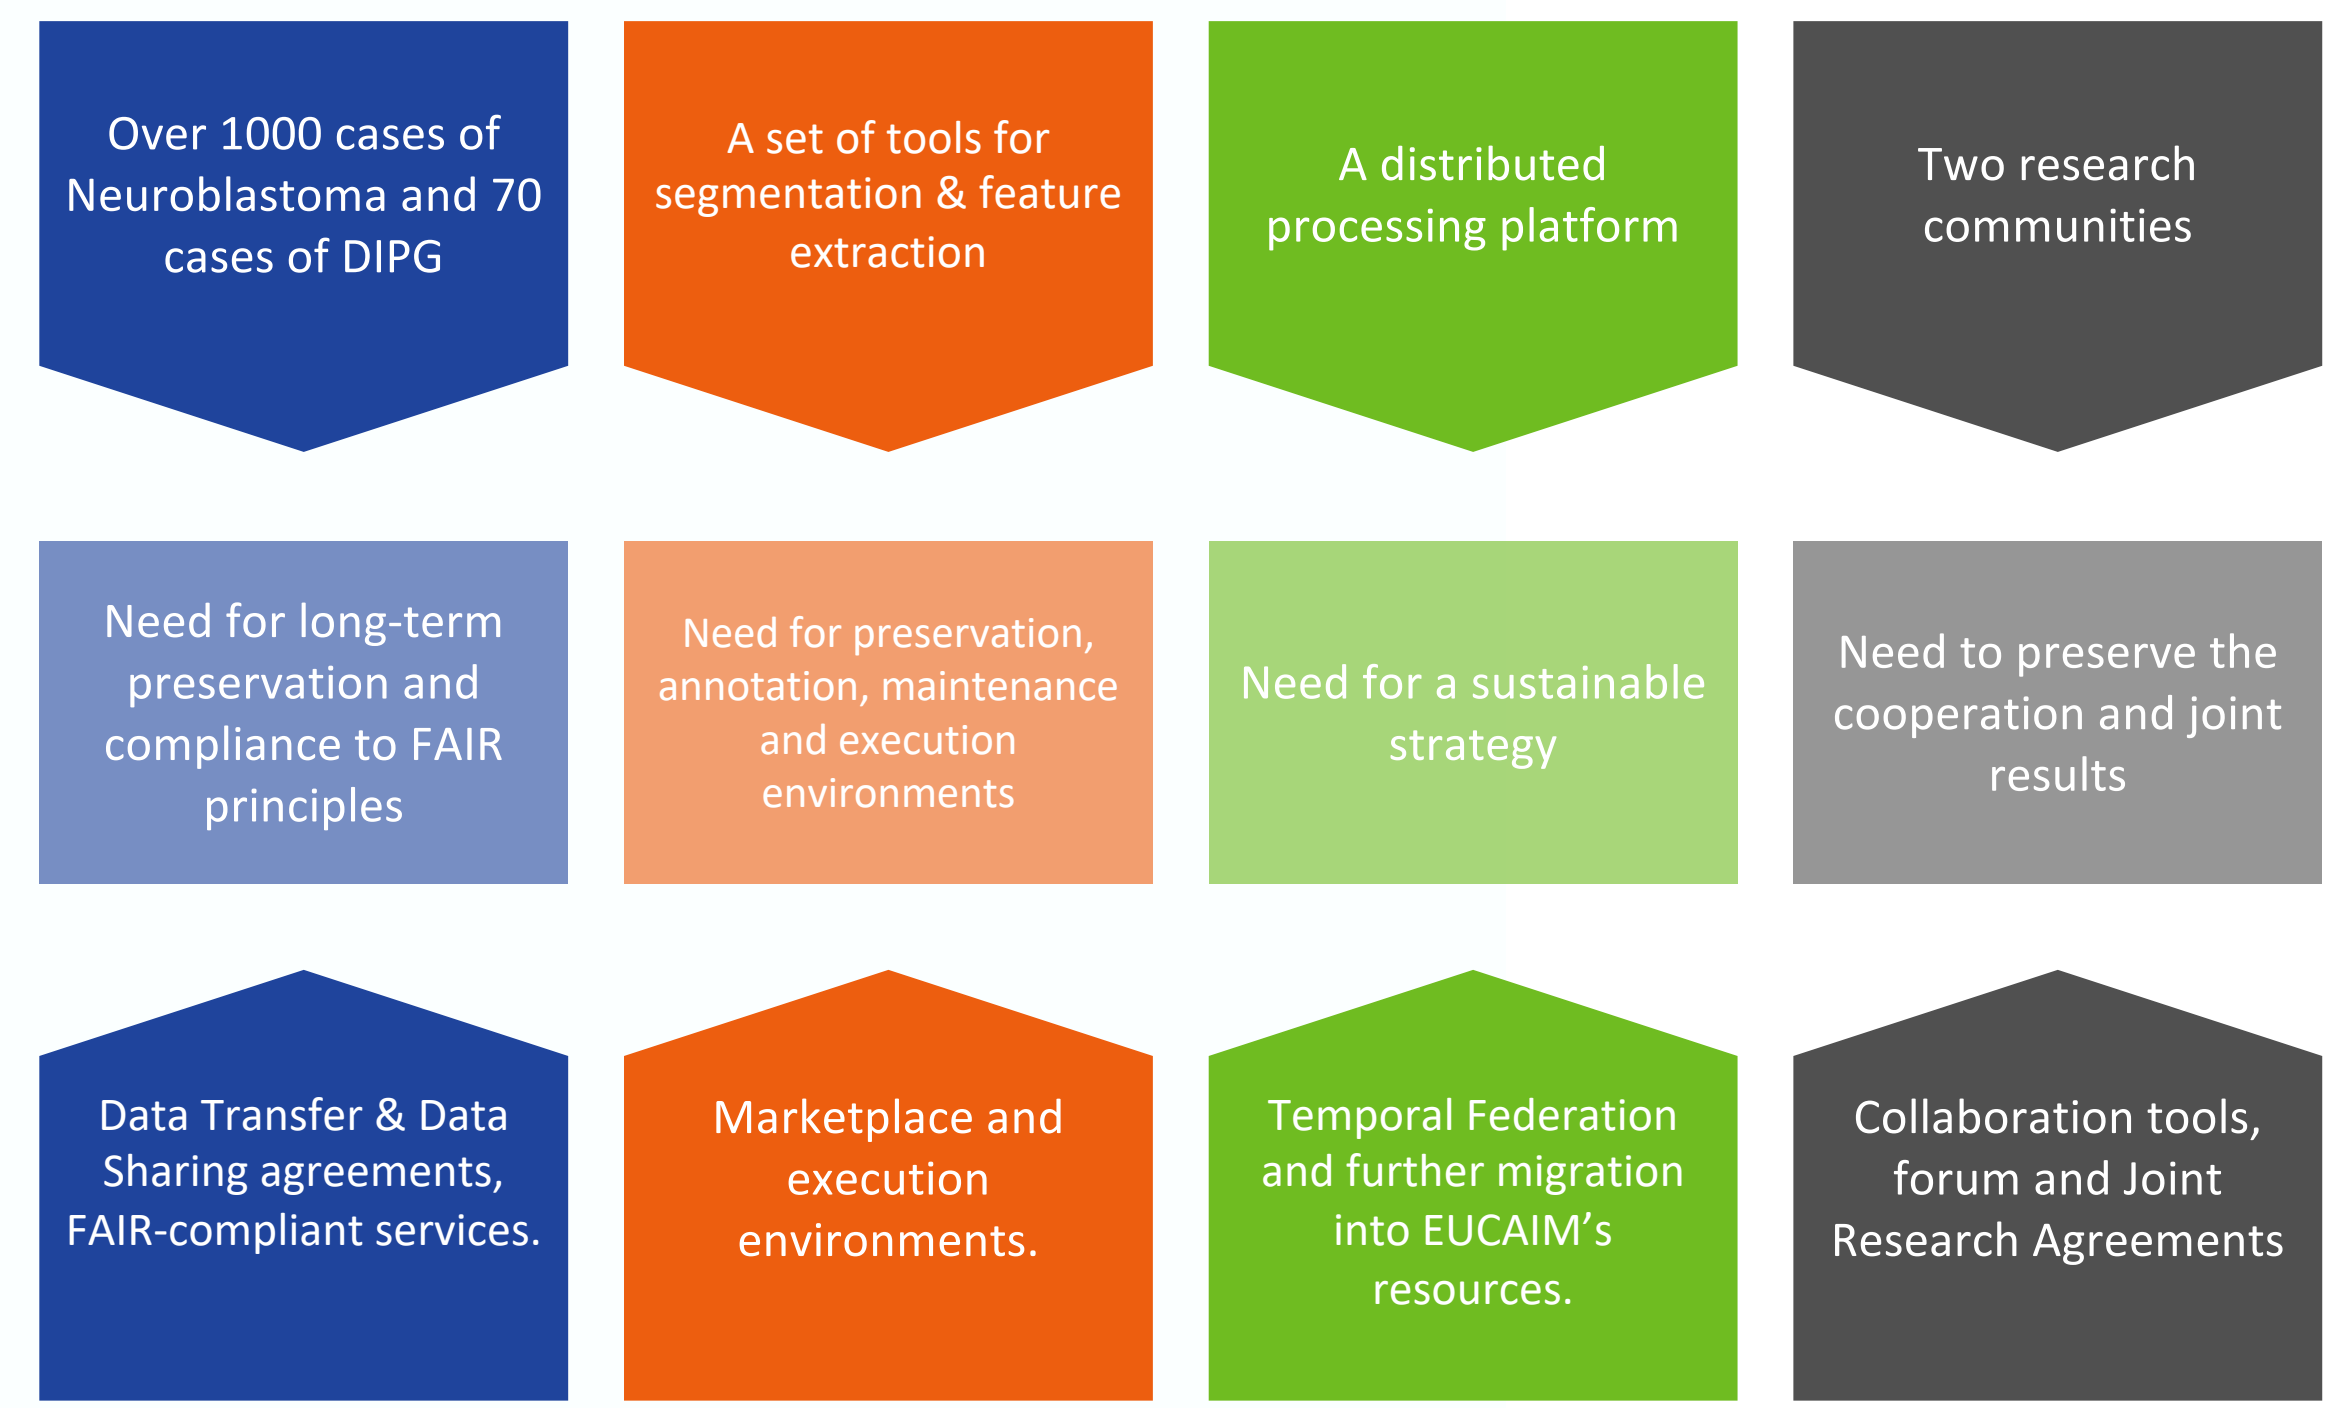 Over 1000 cases of
Neuroblastoma and 70
cases of DIPG
A set of tools for
segmentation & feature
extraction
A distributed
processing platform
Two research
communities
Need for long-term
preservation and
compliance to FAIR
principles
Need for preservation,
annotation, maintenance
and execution
environments
Need for a sustainable
strategy
Need to preserve the
cooperation and joint
results
Data Transfer & Data
Sharing agreements,
FAIR-compliant services.
Marketplace and
execution
environments.
Temporal Federation
and further migration
into EUCAIM’s
resources.
Collaboration tools,
forum and Joint
Research Agreements